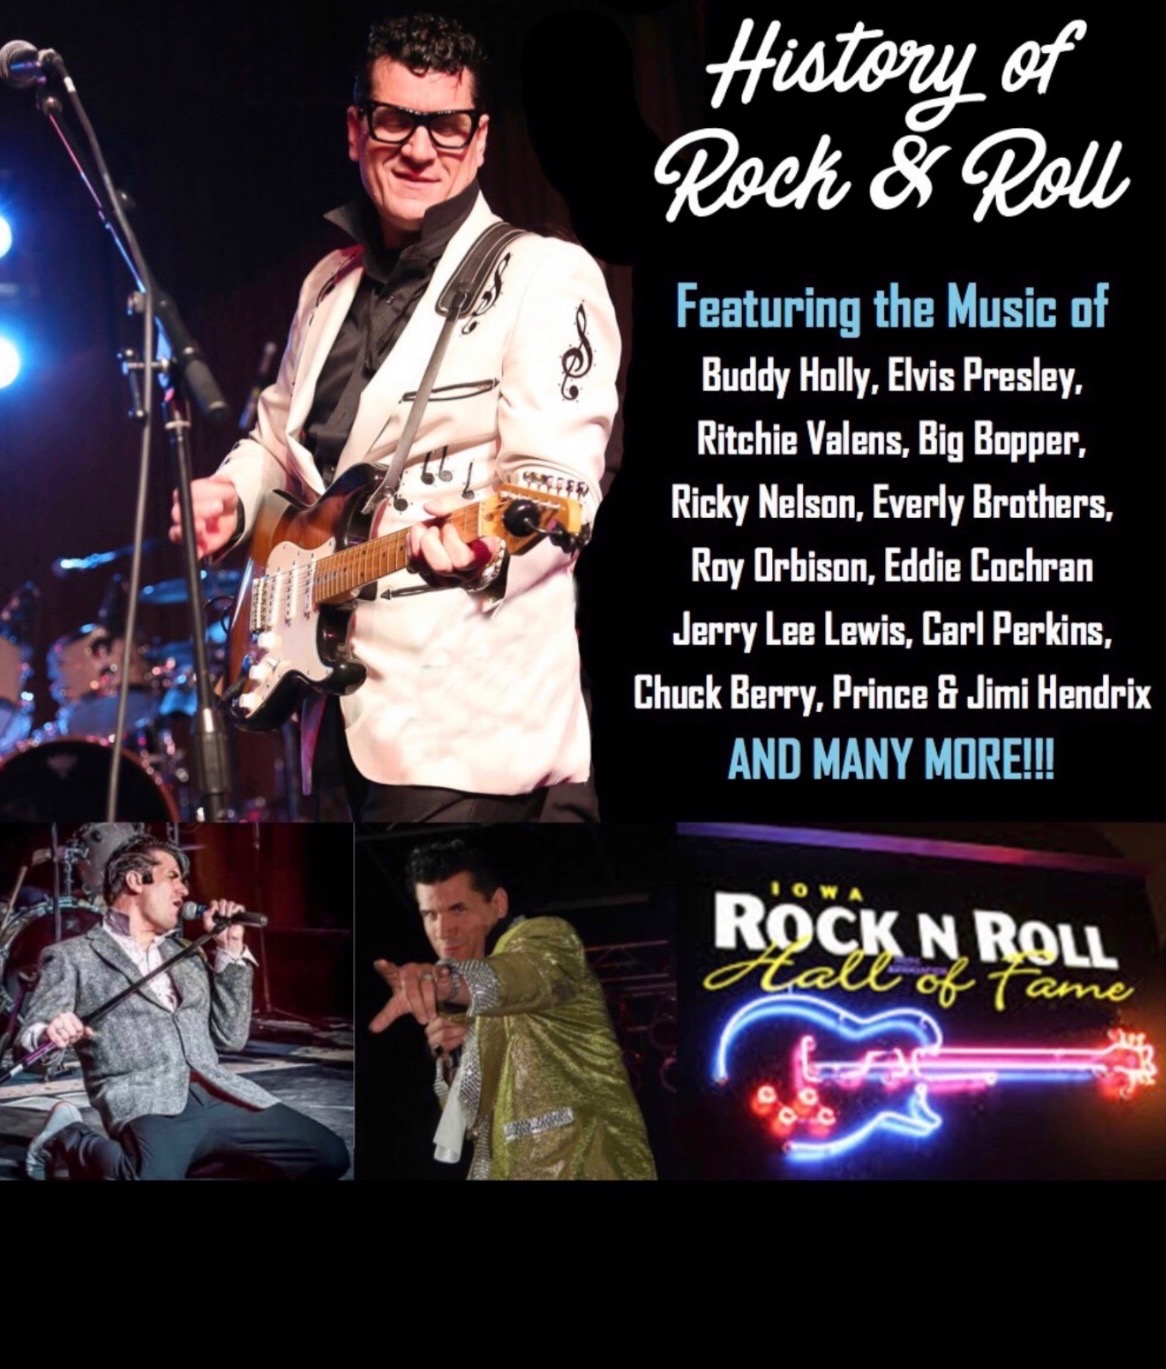 History of
Rock & Roll
Featuring the Music of
Buddy Holly, Elvis Presley,
Ritchie Valens, Big Bopper,
Ricky Nelson, Everly Brothers,
Roy Orbison, Eddie Cochran
Jerry Lee Lewis, Carl Perkins,
Chuck Berry, Prince & Jimi Hendrix
AND MANY MORE!!!
IOWA
ROCK N ROLL
Hall of Fame